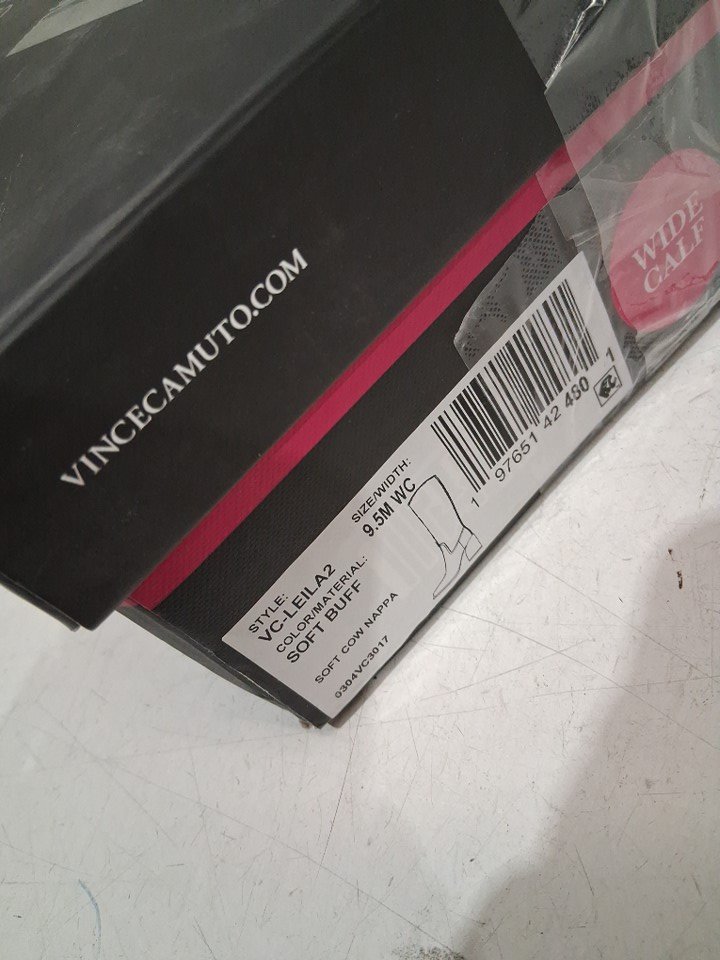 VINCECAMUTO.COM
WIDE
CALF
STYLE:
VC-LEILA2
COLOR/MATERIAL:
SOFT BUFF
SOFT COW NAPPA
0304VC3017
SIZE/WIDTH:
9.5M WC
1 97651 42480 1